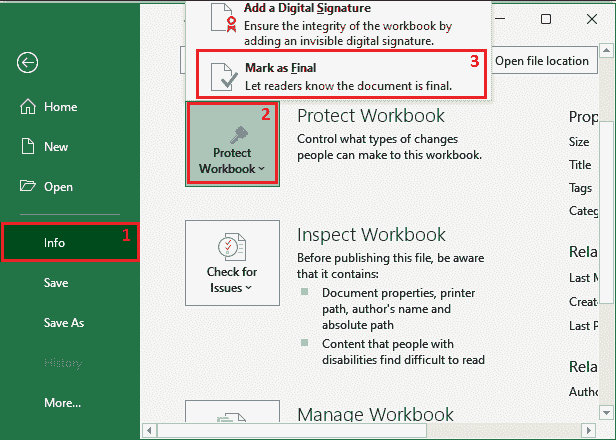 Add a Digital Signature
Ensure the integrity of the workbook by
adding an invisible digital signature.
Mark as Final
3
Let readers know the document is final.
Open file location
Home
New
Open
1
Info
Save
Save As
History
More...
2
Protect
Workbook
Protect Workbook
Control what types of changes
people can make to this workbook.
Check for
Issues
Inspect Workbook
Before publishing this file, be aware
that it contains:
Document properties, printer
path, author's name and
absolute path
Content that people with
disabilities find difficult to read
Manage Workbook
Prop
Size
Title
Tags
Categ
Rela
Last M
Create
Last P
Rela
Autho